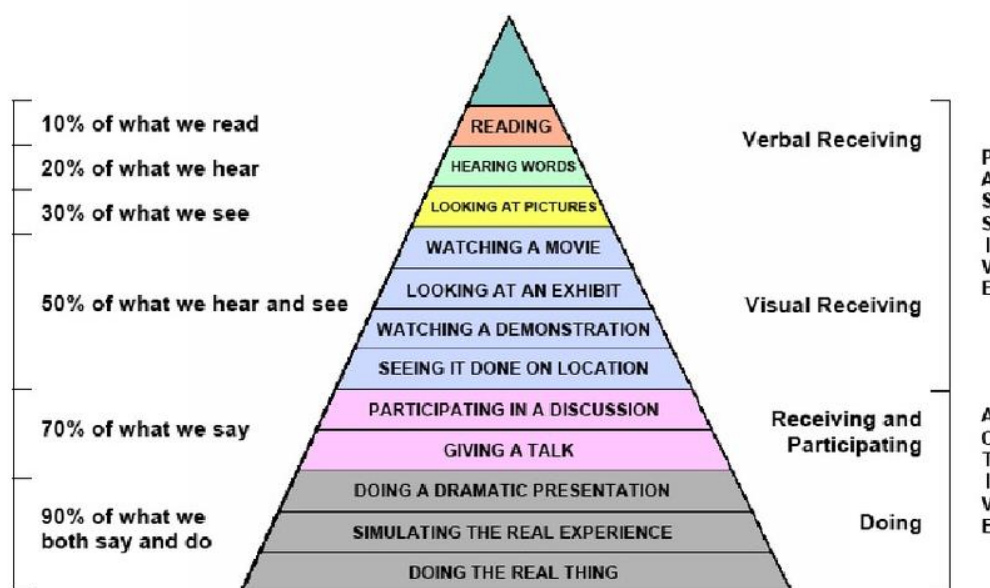 10% of what we read
20% of what we hear
30% of what we see
50% of what we hear and see
70% of what we say
90% of what we
both say and do
READING
HEARING WORDS
LOOKING AT PICTURES
WATCHING A MOVIE
LOOKING AT AN EXHIBIT
WATCHING A DEMONSTRATION
SEEING IT DONE ON LOCATION
PARTICIPATING IN A DISCUSSION
GIVING A TALK
DOING A DRAMATIC PRESENTATION
SIMULATING THE REAL EXPERIENCE
DOING THE REAL THING
Verbal Receiving
Visual Receiving
Receiving and
Participating
Doing
P
A
S
S
I
V
E
A
C
T
I
V
E